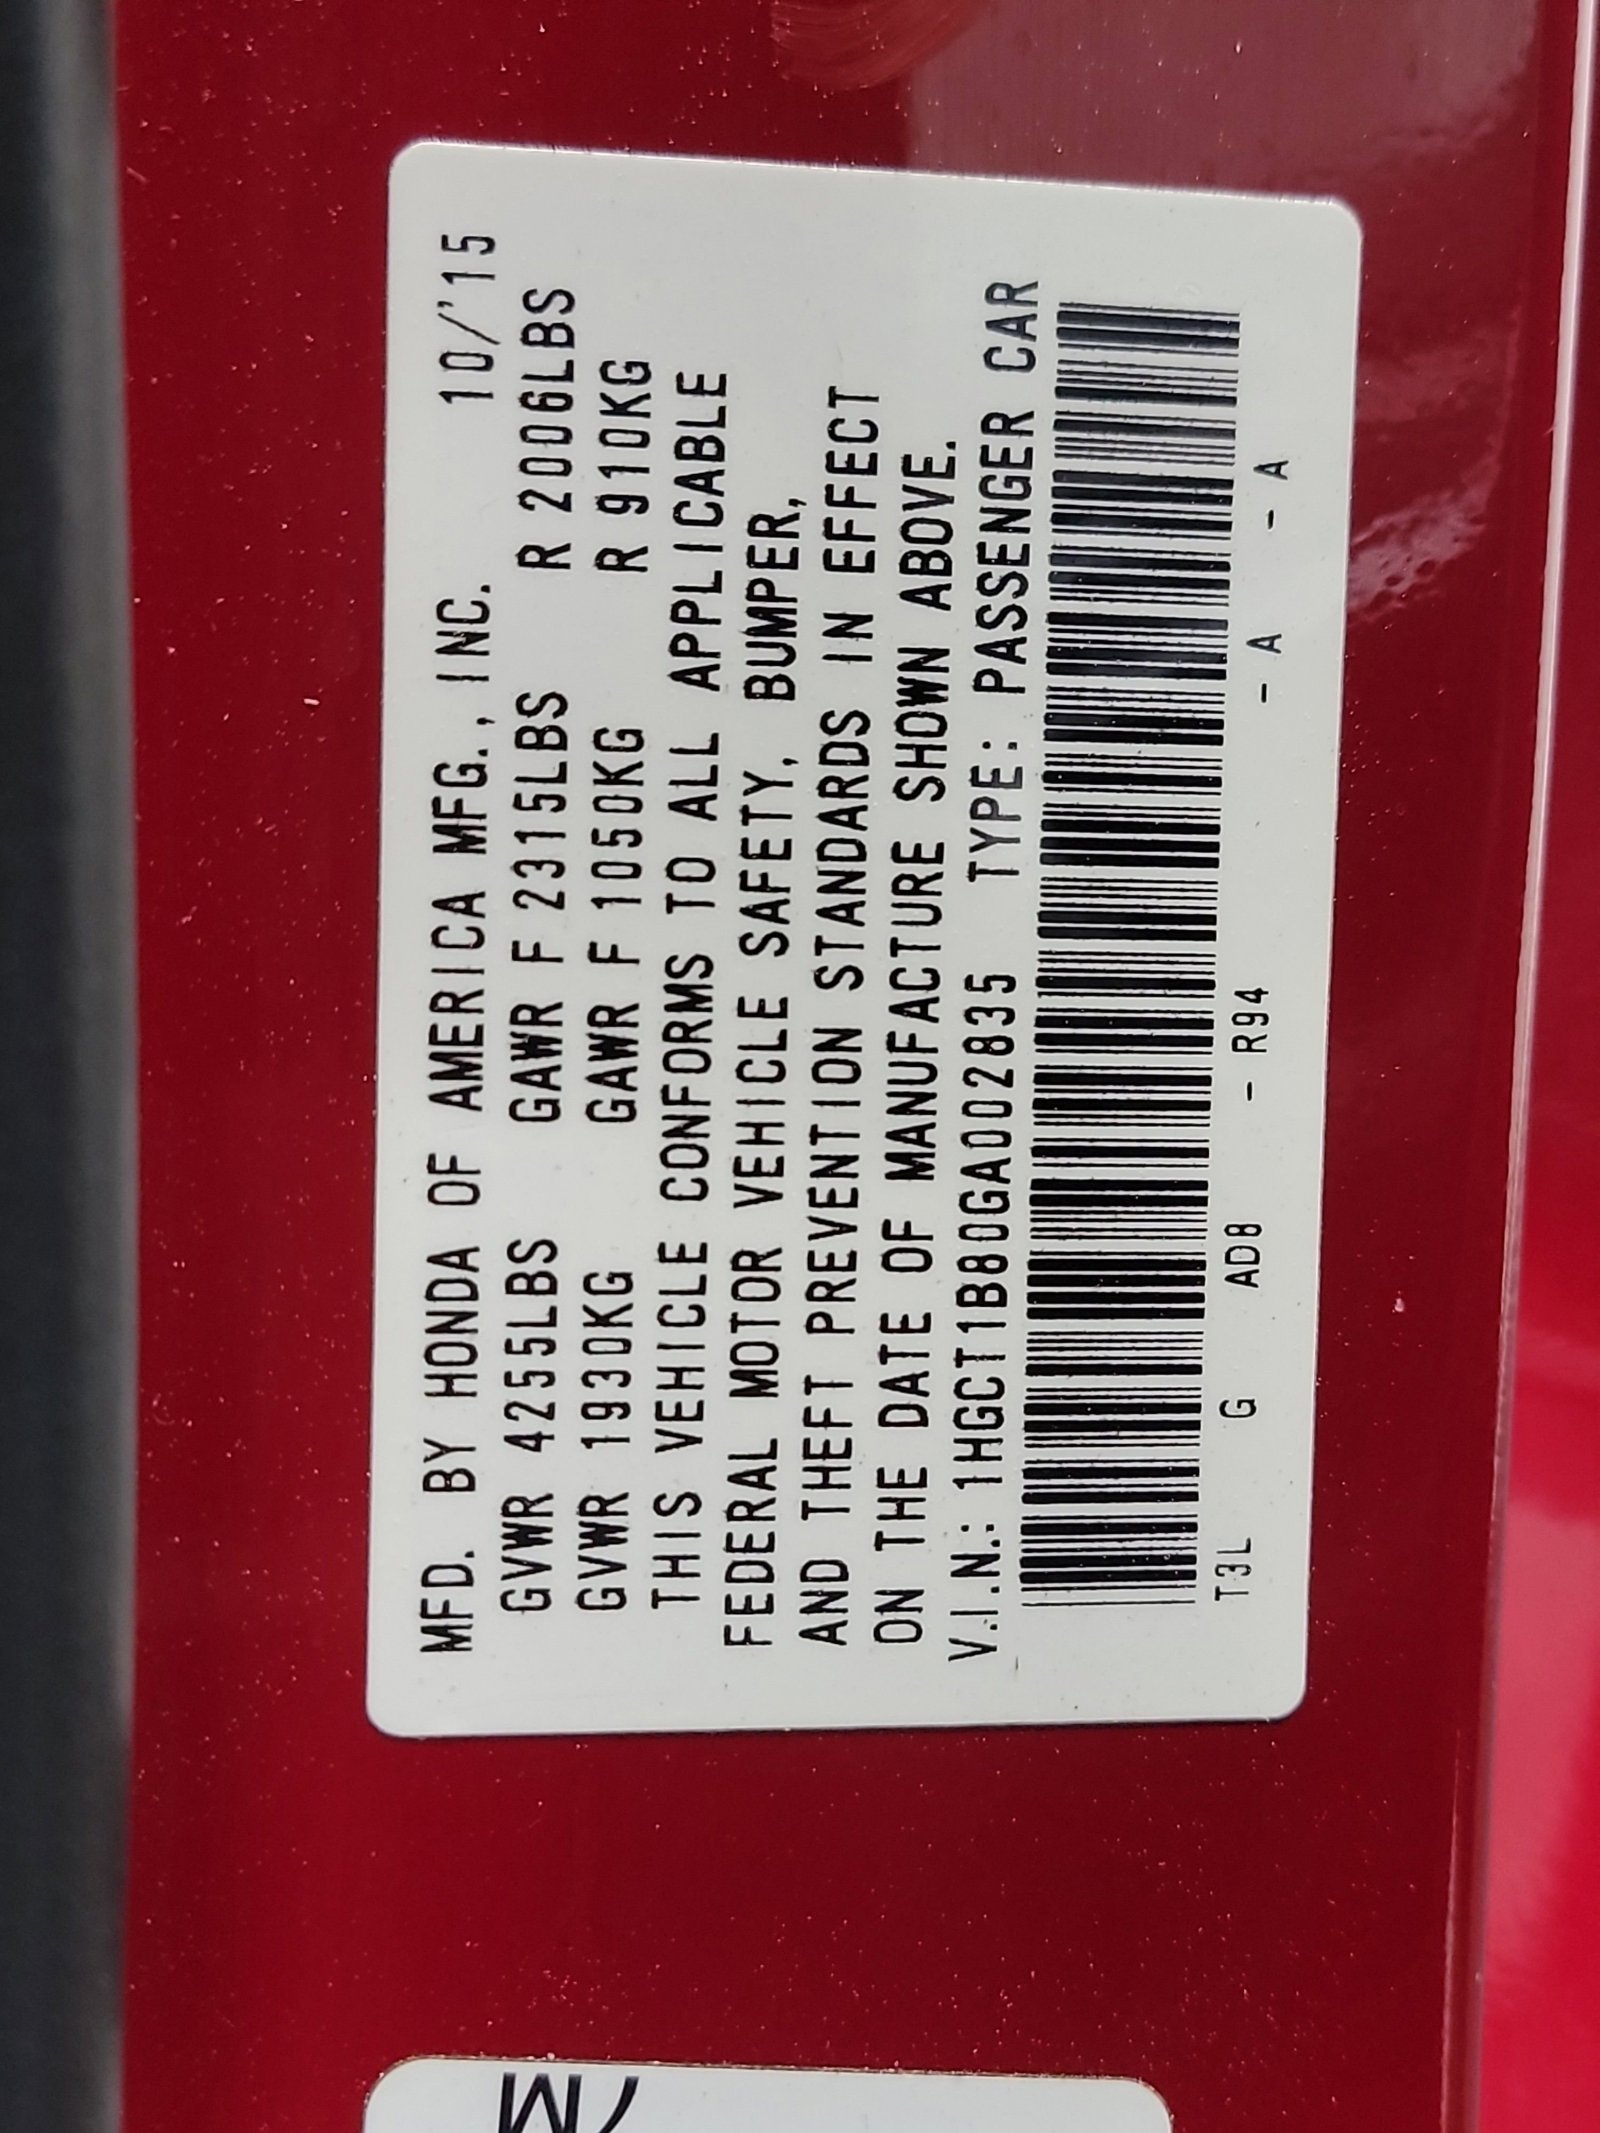 MFD. BY HONDA OF AMERICA MFG., INC. 10/'15
GVWR 4255LBS GAWR F 2315LBS R 2006LBS
GVWR 1930KG GAWR F 1050KG R 910KG
THIS VEHICLE CONFORMS TO ALL APPLICABLE
FEDERAL MOTOR VEHICLE SAFETY, BUMPER,
AND THEFT PREVENTION STANDARDS IN EFFECT
ON THE DATE OF MANUFACTURE SHOWN ABOVE.
V.I.N.: 1HGCT1B80GA002835 TYPE: PASSENGER CAR
T3L G AD8 - R94 - A - A